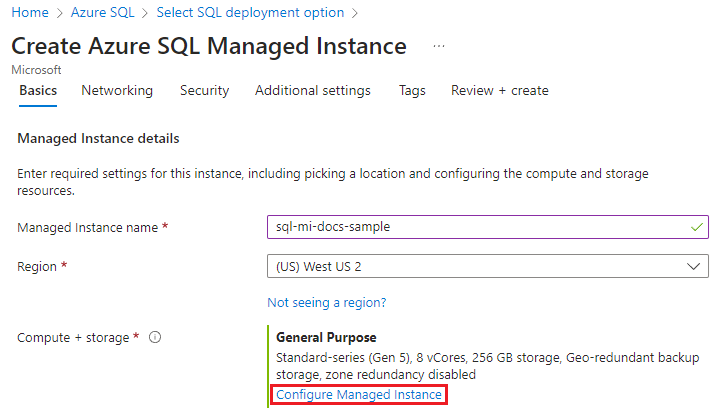 Home > Azure SQL > Select SQL deployment option >
Create Azure SQL Managed Instance ...
Microsoft
Basics Networking Security Additional settings Tags Review + create
Managed Instance details
Enter required settings for this instance, including picking a location and configuring the compute and storage
resources.
Managed Instance name * sql-mi-docs-sample
Region * (US) West US 2
Not seeing a region?
Compute + storage * General Purpose
Standard-series (Gen 5), 8 vCores, 256 GB storage, Geo-redundant backup
storage, zone redundancy disabled
Configure Managed Instance